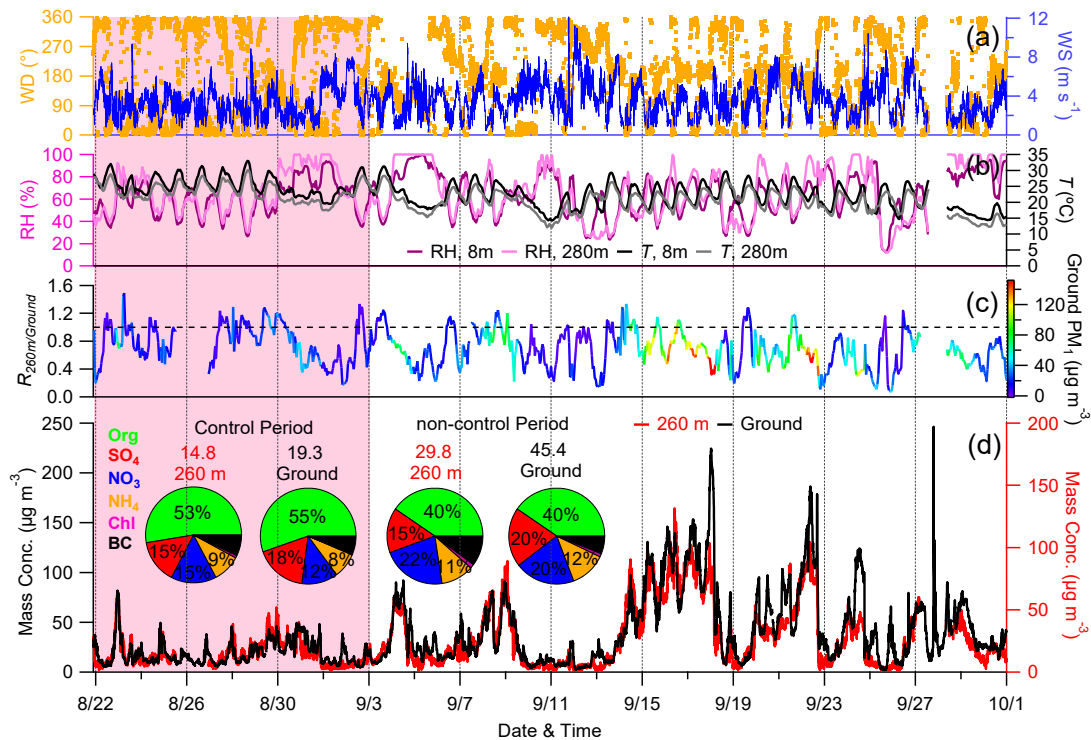 360
270
180
90
0
WD (°)
(a)
12
8
4
0
WS (m s⁻¹)
100
80
60
40
20
0
RH (%)
(b)
35
30
25
20
15
10
5
0
T (°C)
RH, 8m
RH, 280m
T, 8m
T, 280m
1.6
1.2
0.8
0.4
0.0
R260m/Ground
(c)
120
80
40
0
Ground PM₁ (µg m⁻³)
250
200
150
100
50
0
Mass Conc. (µg m⁻³)
Org
SO₄
NO₃
NH₄
Chl
BC
Control Period
14.8
260 m
19.3
Ground
non-control Period
29.8
260 m
45.4
Ground
260 m
Ground
(d)
53%
15%
15%
9%
55%
18%
12%
8%
40%
15%
22%
11%
40%
20%
20%
12%
200
150
100
50
0
Mass Conc. (µg m⁻³)
8/22
8/26
8/30
9/3
9/7
9/11
9/15
9/19
9/23
9/27
10/1
Date & Time